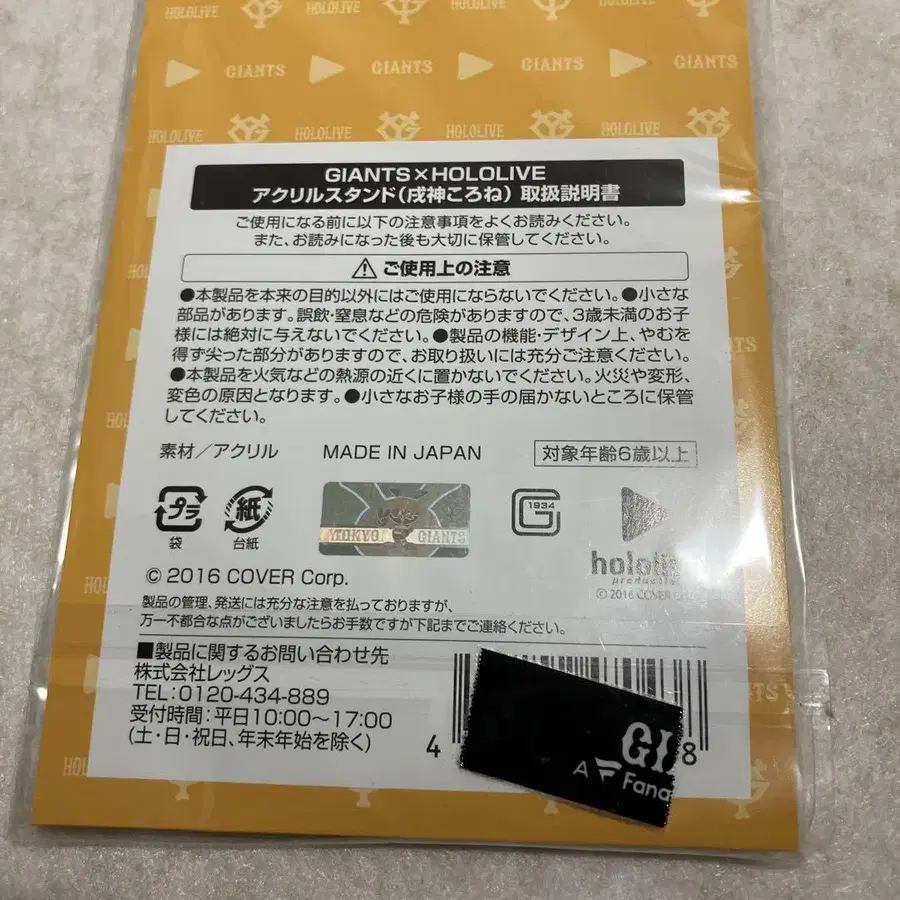 HOLOLIVE
HOLOLIVE
HOLOLIVE
GIANTS
GIANTS
GIANTS
GIANTS
HOLOLIVE
HOLOLIVE
HOLOLIVE
HOLOLIVE
GIANTS×HOLOLIVE
アクリルスタンド(戌神ころね) 取扱説明書
ご使用になる前に以下の注意事項をよくお読みください。
また、お読みになった後も大切に保管してください。
ご使用上の注意
●本製品を本来の目的以外にはご使用にならないでください。●小さな
部品があります。誤飲・窒息などの危険がありますので、3歳未満のお子
様には絶対に与えないでください。●製品の機能・デザイン上、やむを
得ず尖った部分がありますので、お取り扱いには充分ご注意ください。
●本製品を火気などの熱源の近くに置かないでください。火災や変形、
変色の原因となります。●小さなお子様の手の届かないところに保管
してください。
素材/アクリル MADE IN JAPAN 対象年齢6歳以上
プラ 紙 TOKYO GIANTS 1934 G
袋 台紙
hololi
production
© 2016 COVER
© 2016 COVER Corp.
製品の管理、発送には充分な注意を払っておりますが、
万一不都合な点がございましたらお手数ですが下記までご連絡ください。
■製品に関するお問い合わせ先
株式会社レッグス
TEL:0120-434-889
受付時間:平日10:00〜17:00
(土・日・祝日、年末年始を除く)
4 8
GI
A Fana